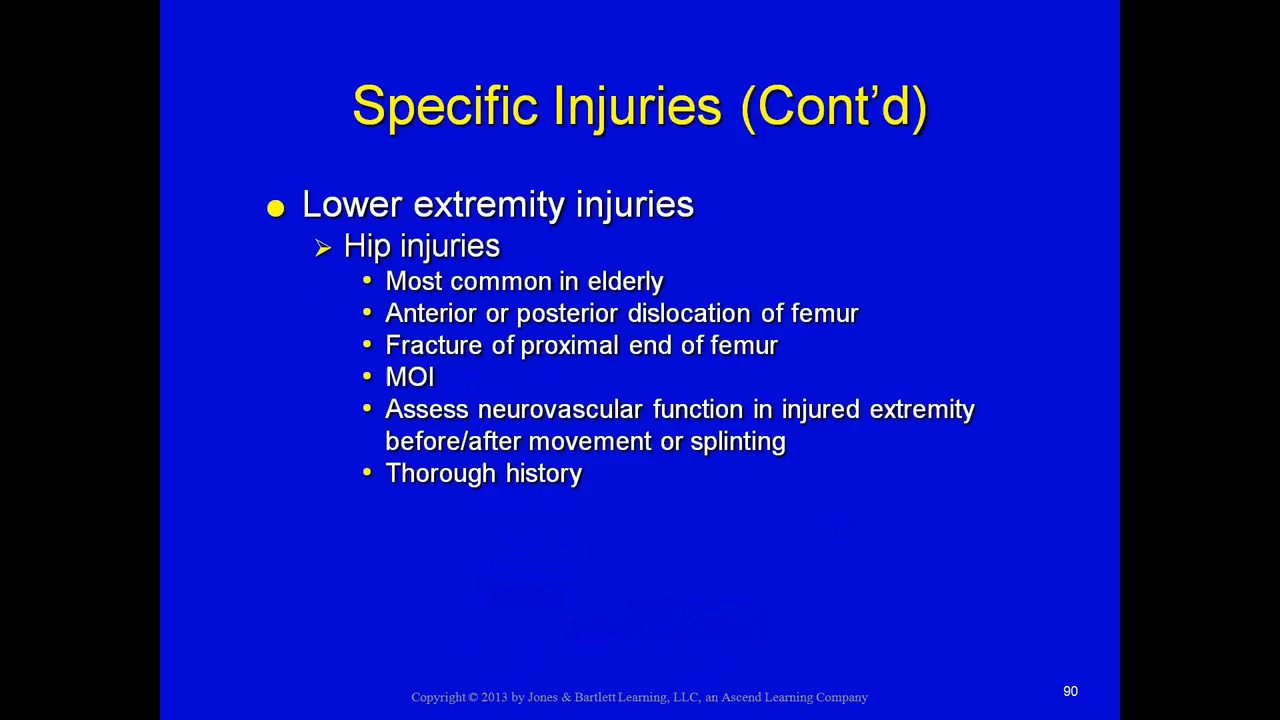 Specific Injuries (Cont’d)
Lower extremity injuries
Hip injuries
Most common in elderly
Anterior or posterior dislocation of femur
Fracture of proximal end of femur
MOI
Assess neurovascular function in injured extremity
before/after movement or splinting
Thorough history
Copyright © 2013 by Jones & Bartlett Learning, LLC, an Ascend Learning Company
90